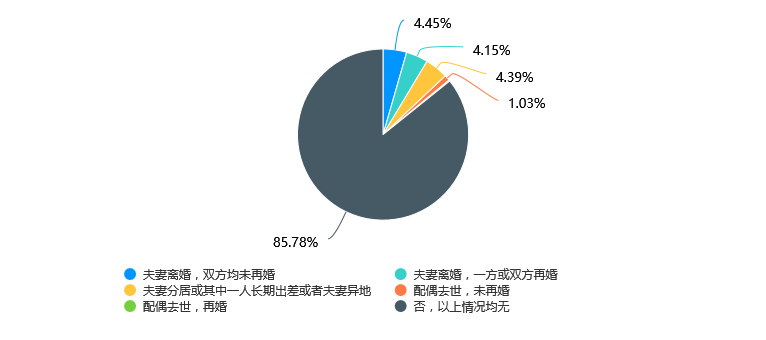 4.45%
4.15%
4.39%
1.03%
85.78%
夫妻离婚，双方均未再婚
夫妻离婚，一方或双方再婚
夫妻分居或其中一人长期出差或者夫妻异地
配偶去世，未再婚
配偶去世，再婚
否，以上情况均无